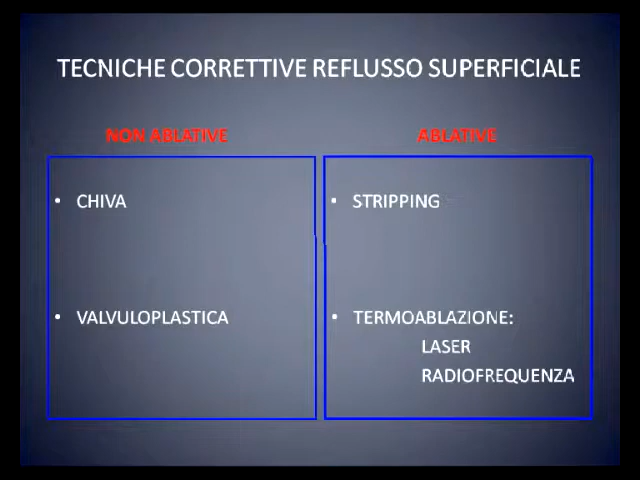 TECNICHE CORRETTIVE REFLUSSO SUPERFICIALE
NON ABLATIVE
• CHIVA
• VALVULOPLASTICA
ABLATIVE
• STRIPPING
• TERMOABLAZIONE:
LASER
RADIOFREQUENZA